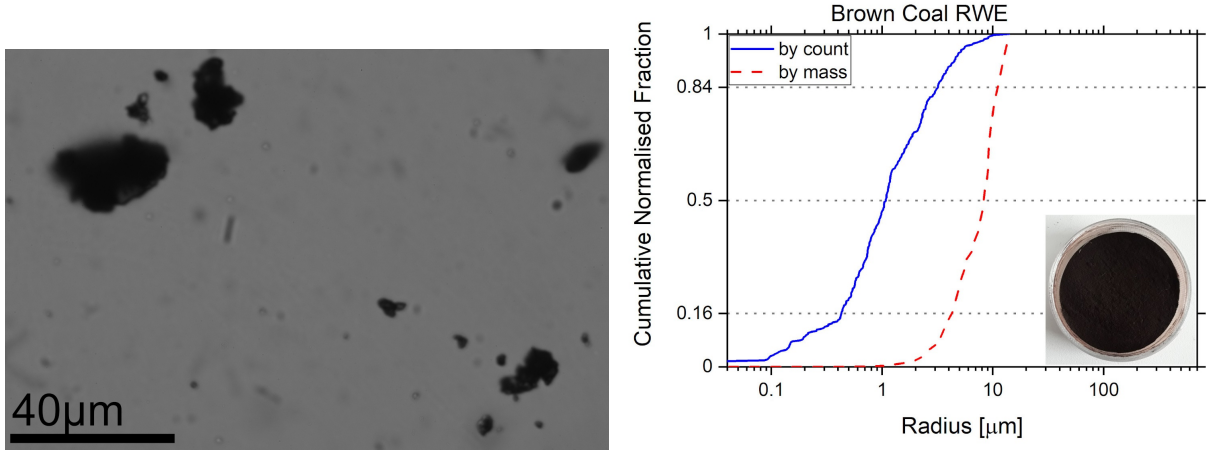 40μm
Brown Coal RWE
by count
by mass
Cumulative Normalised Fraction
1
0.84
0.5
0.16
0
0.1
1
10
100
Radius [μm]